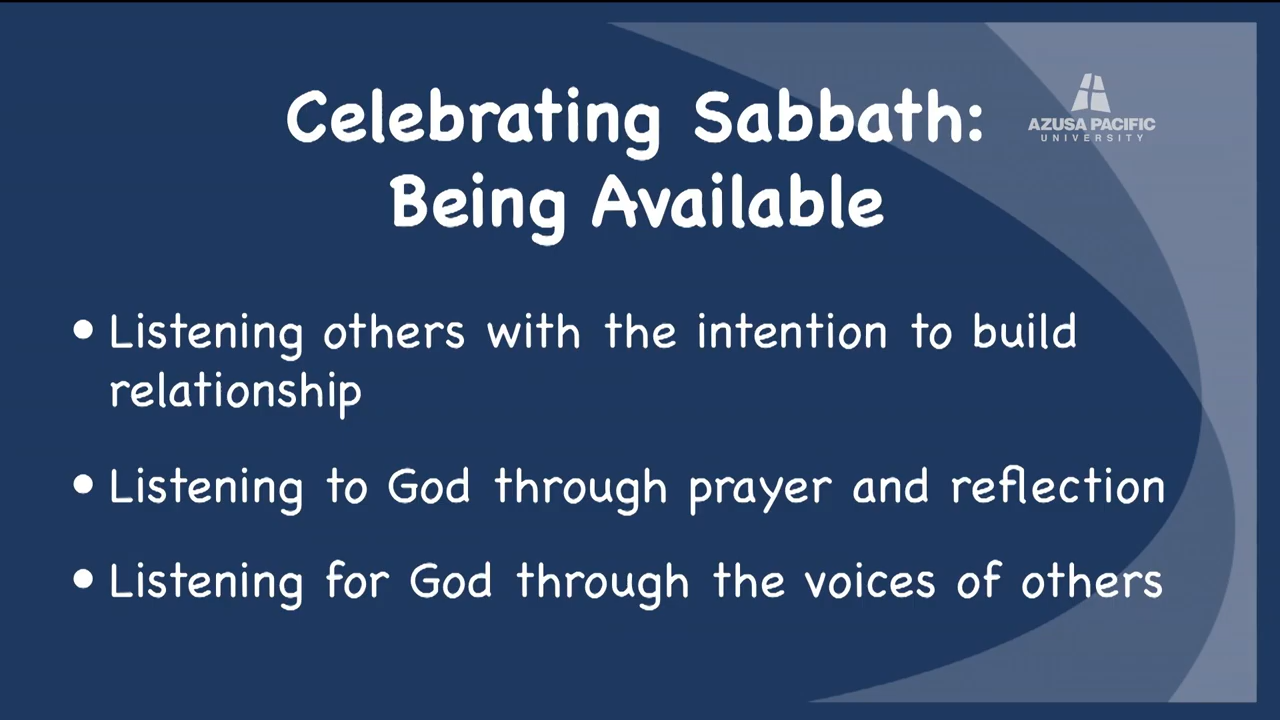 Celebrating Sabbath:
Being Available
AZUSA PACIFIC
UNIVERSITY
• Listening others with the intention to build
relationship
• Listening to God through prayer and reflection
• Listening for God through the voices of others